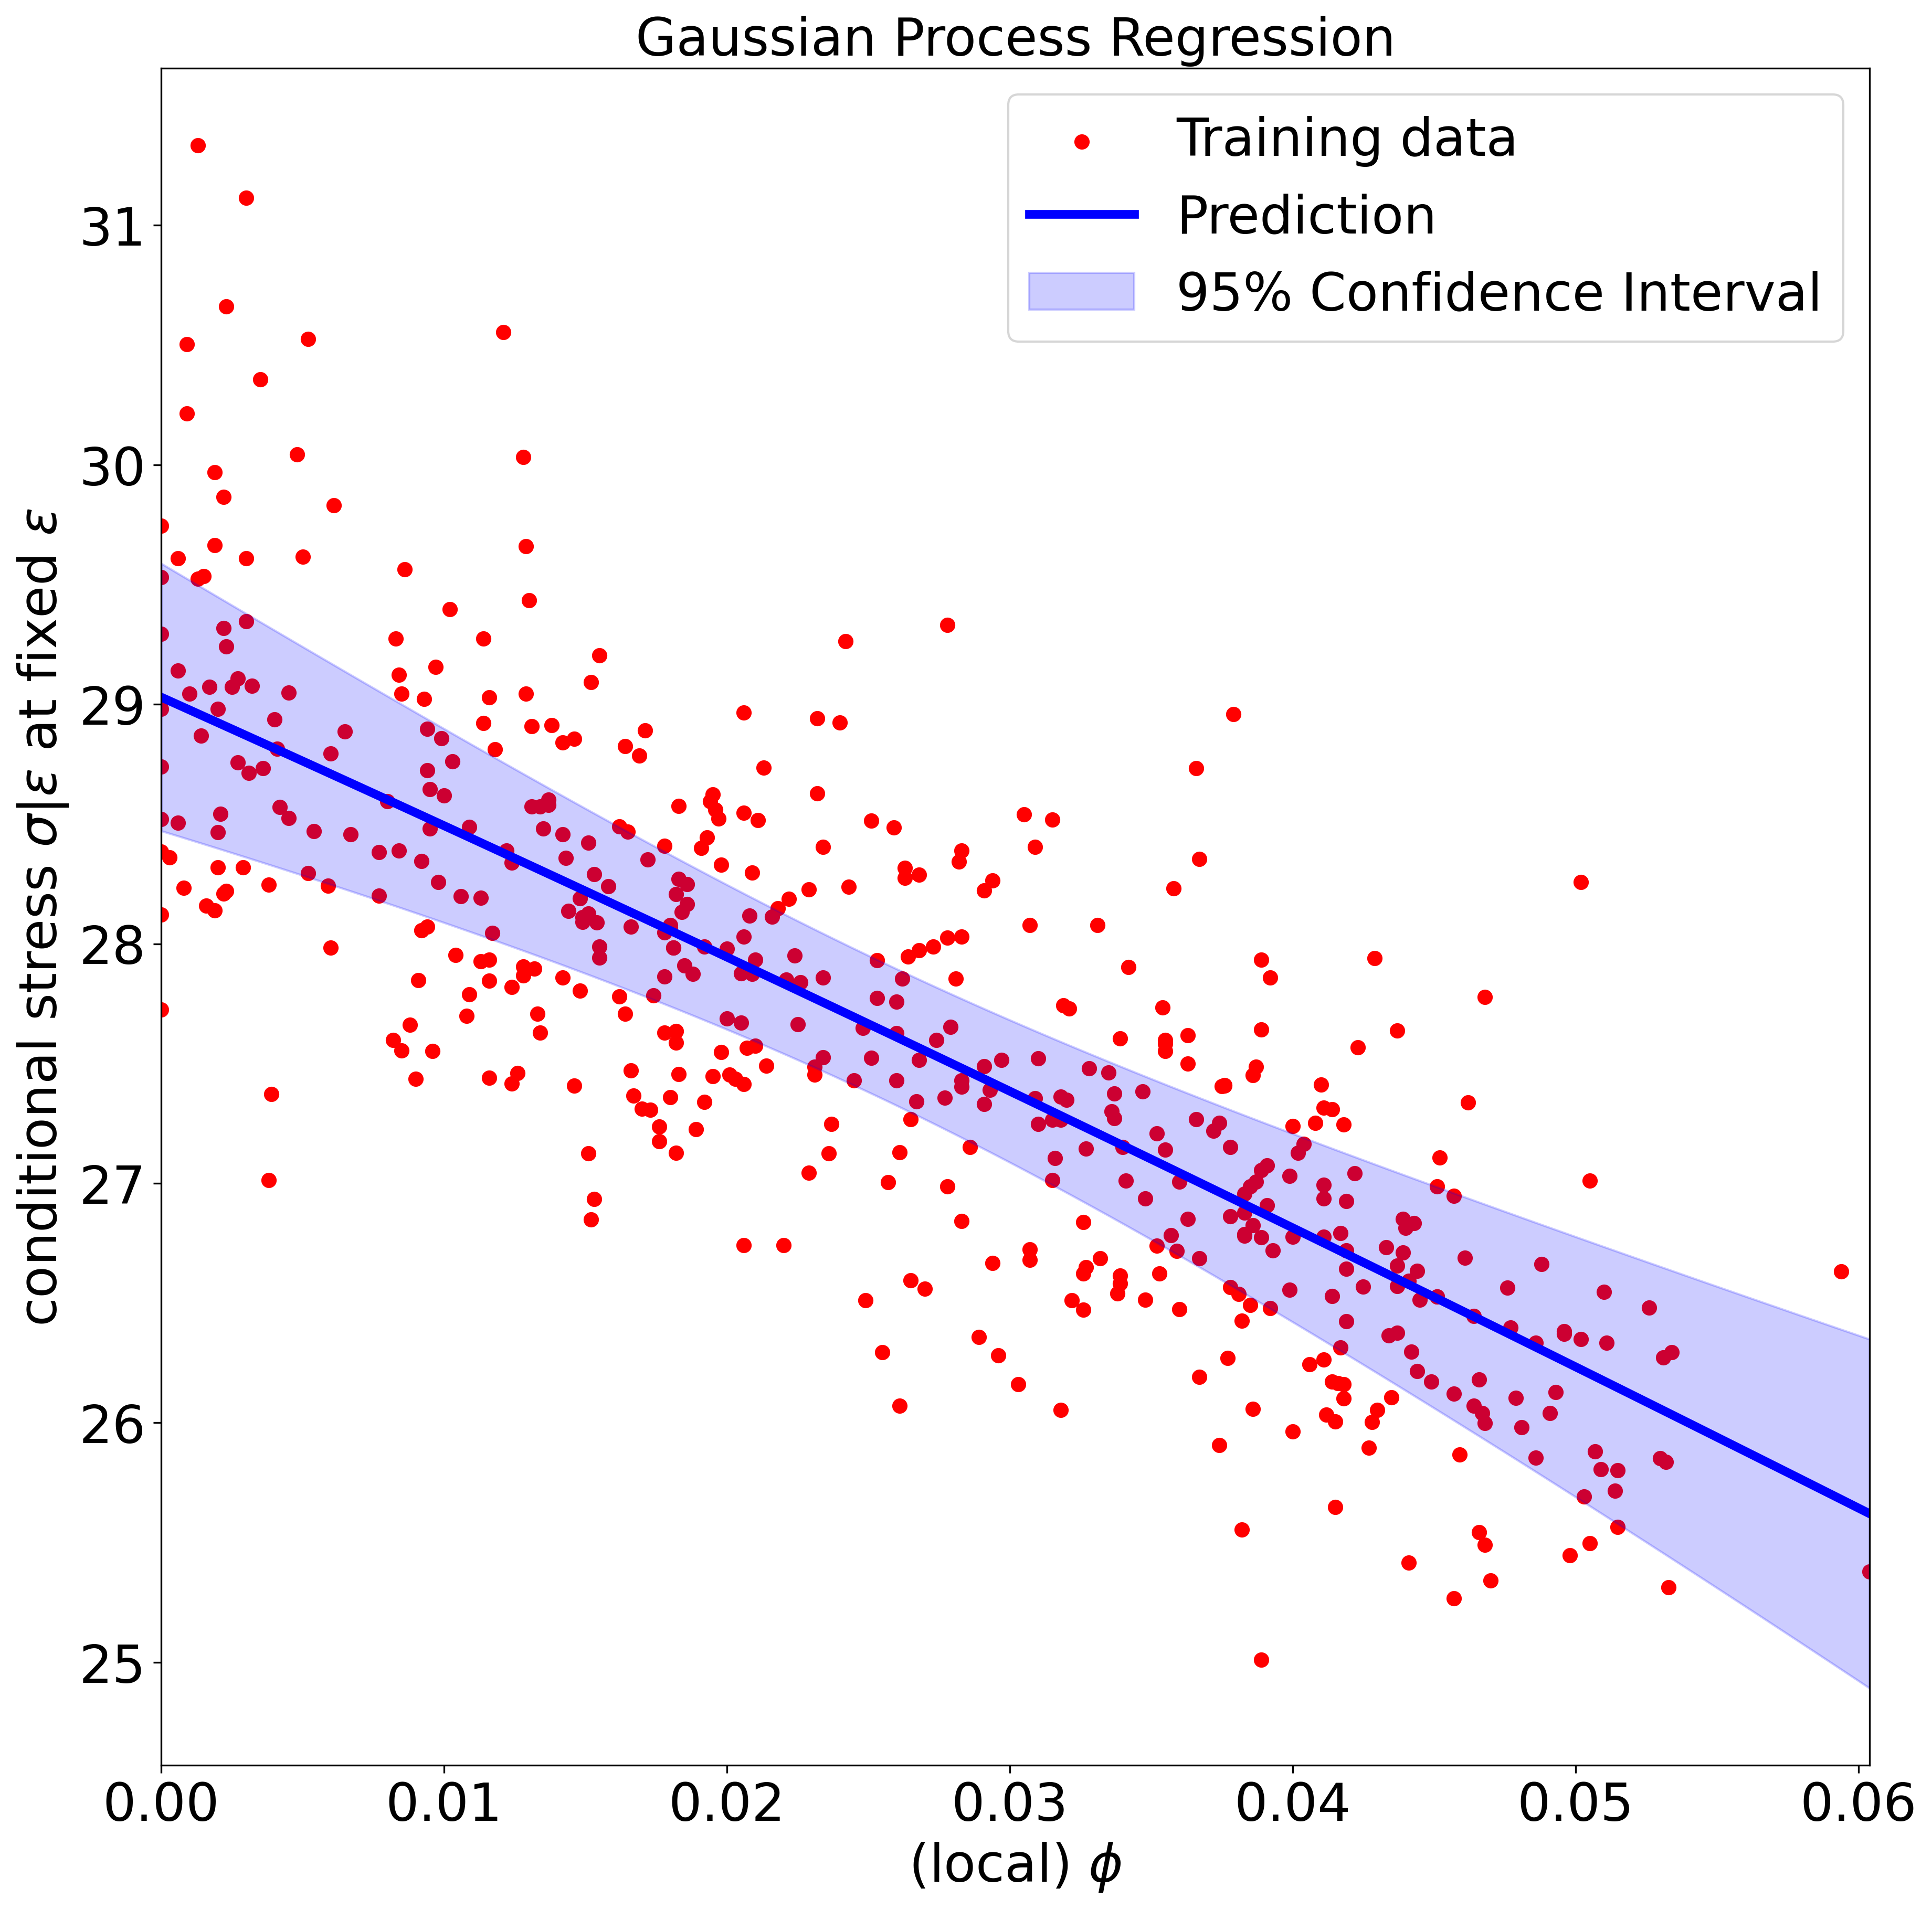 Gaussian Process Regression
Training data
Prediction
95% Confidence Interval
conditional stress σ|ε at fixed ε
31
30
29
28
27
26
25
0.00 0.01 0.02 0.03 0.04 0.05 0.06
(local) ϕ